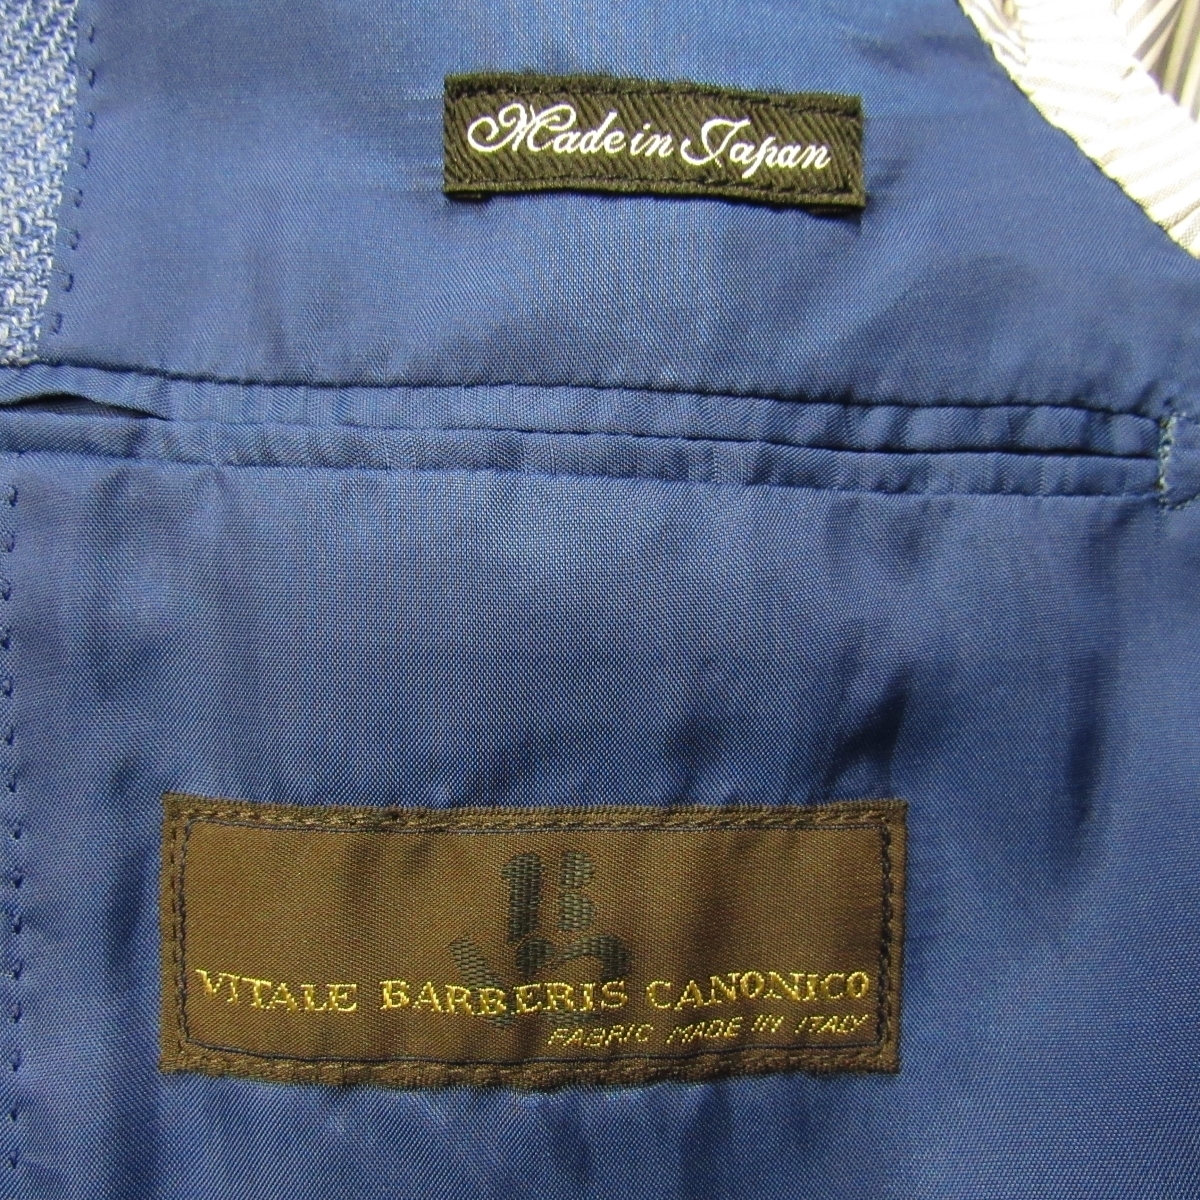 Made in Japan
VITALE BARBERIS CANONICO
FABRIC MADE IN ITALY